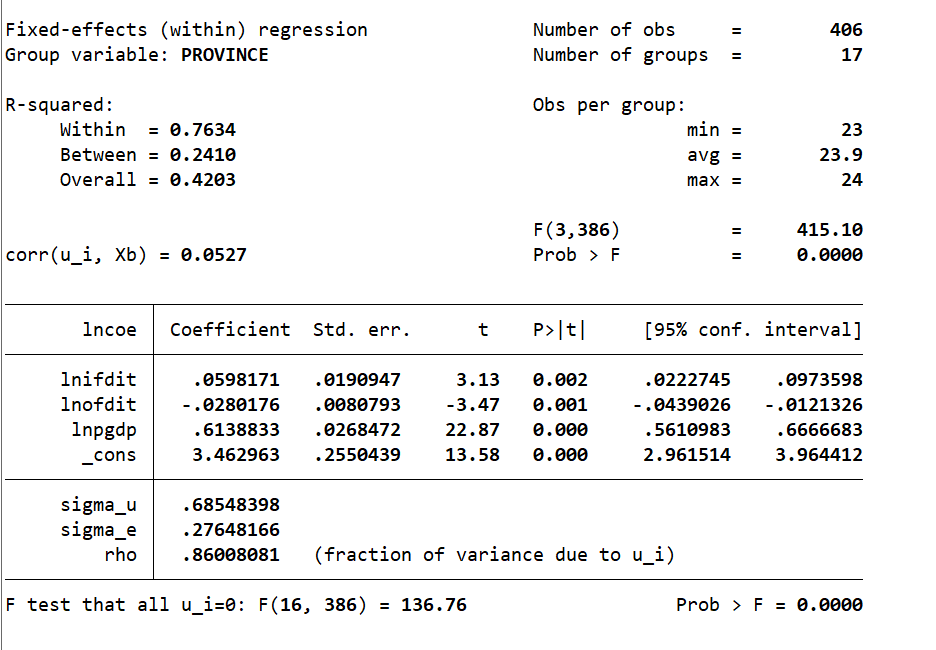 Fixed-effects (within) regression Number of obs = 406
Group variable: PROVINCE Number of groups = 17
R-squared: Obs per group:
Within = 0.7634 min = 23
Between = 0.2410 avg = 23.9
Overall = 0.4203 max = 24
F(3,386) = 415.10
corr(u_i, Xb) = 0.0527 Prob > F = 0.0000
lncoe Coefficient Std. err. t P>|t| [95% conf. interval]
lnifdit .0598171 .0190947 3.13 0.002 .0222745 .0973598
lnofdit -.0280176 .0080793 -3.47 0.001 -.0439026 -.0121326
lnpgdp .6138833 .0268472 22.87 0.000 .5610983 .6666683
_cons 3.462963 .2550439 13.58 0.000 2.961514 3.964412
sigma_u .68548398
sigma_e .27648166
rho .86008081 (fraction of variance due to u_i)
F test that all u_i=0: F(16, 386) = 136.76 Prob > F = 0.0000